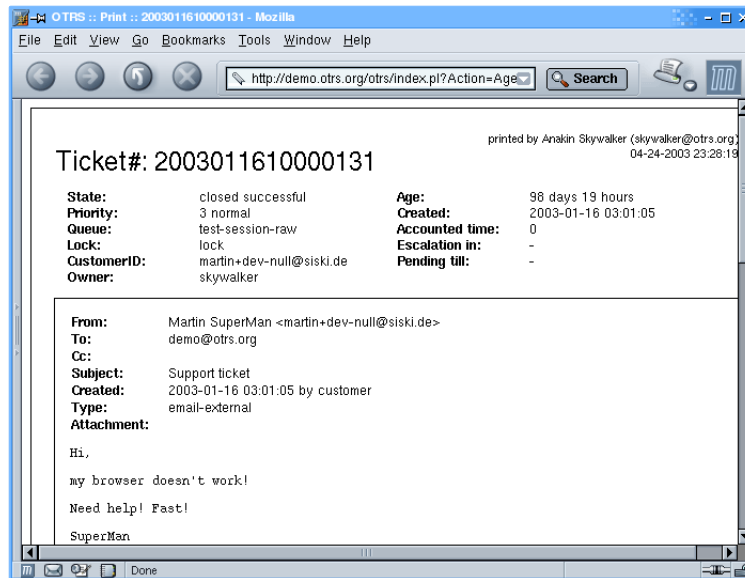 OTRS :: Print :: 2003011610000131 - Mozilla
File Edit View Go Bookmarks Tools Window Help
http://demo.otrs.org/otrs/index.pl?Action=Age Search
printed by Anakin Skywalker (skywalker@otrs.org)
04-24-2003 23:28:19
Ticket#: 2003011610000131
State: closed successful Age: 98 days 19 hours
Priority: 3 normal Created: 2003-01-16 03:01:05
Queue: test-session-raw Accounted time: 0
Lock: lock Escalation in: -
CustomerID: martin+dev-null@siski.de Pending till: -
Owner: skywalker
From: Martin SuperMan <martin+dev-null@siski.de>
To: demo@otrs.org
Cc:
Subject: Support ticket
Created: 2003-01-16 03:01:05 by customer
Type: email-external
Attachment:
Hi,
my browser doesn't work!
Need help! Fast!
SuperMan
Done